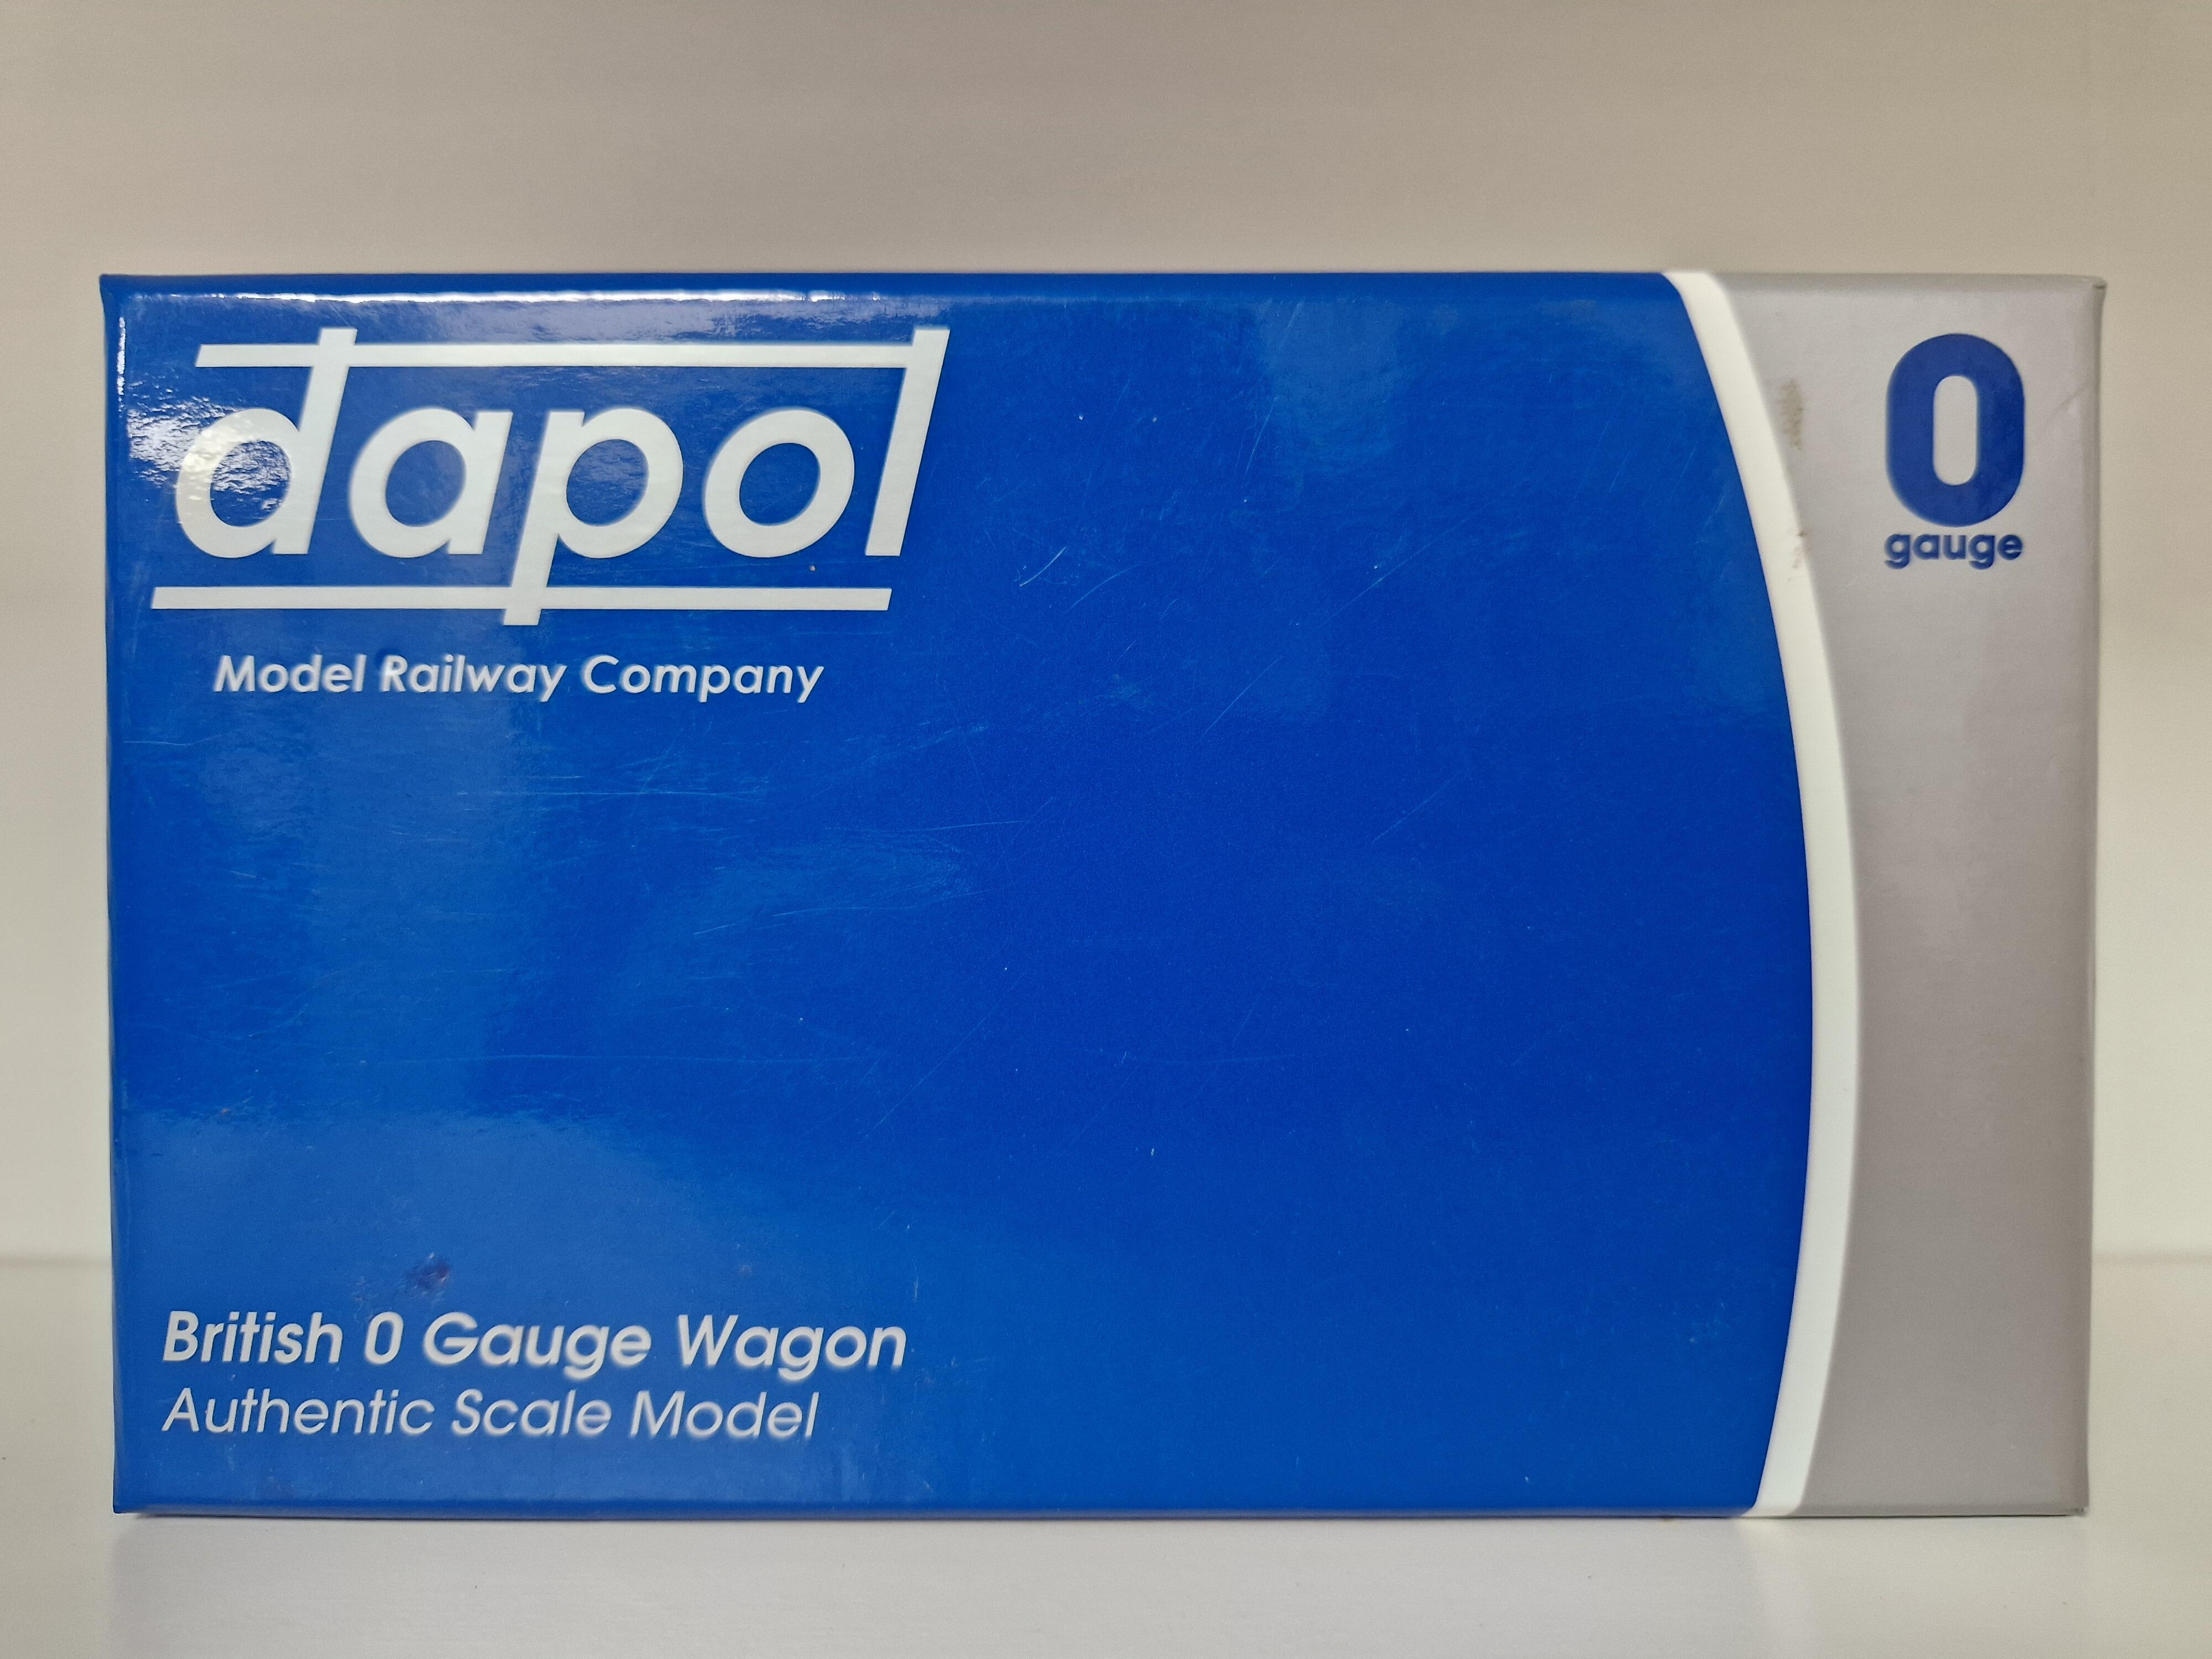 dapol
Model Railway Company
0
gauge
British 0 Gauge Wagon
Authentic Scale Model